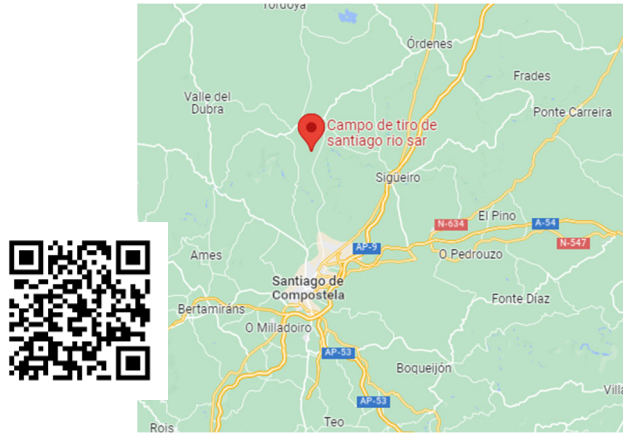 Tordoya
Órdenes
Frades
Valle del
Dubra
Ponte Carreira
Campo de tiro de
santiago rio sar
Sigüeiro
N-634
El Pino
A-54
AP-9
N-547
Ames
O Pedrouzo
Santiago de
Compostela
Fonte Díaz
Bertamiráns
O Milladoiro
AP-53
Boqueijón
AP-53
Teo
Rois